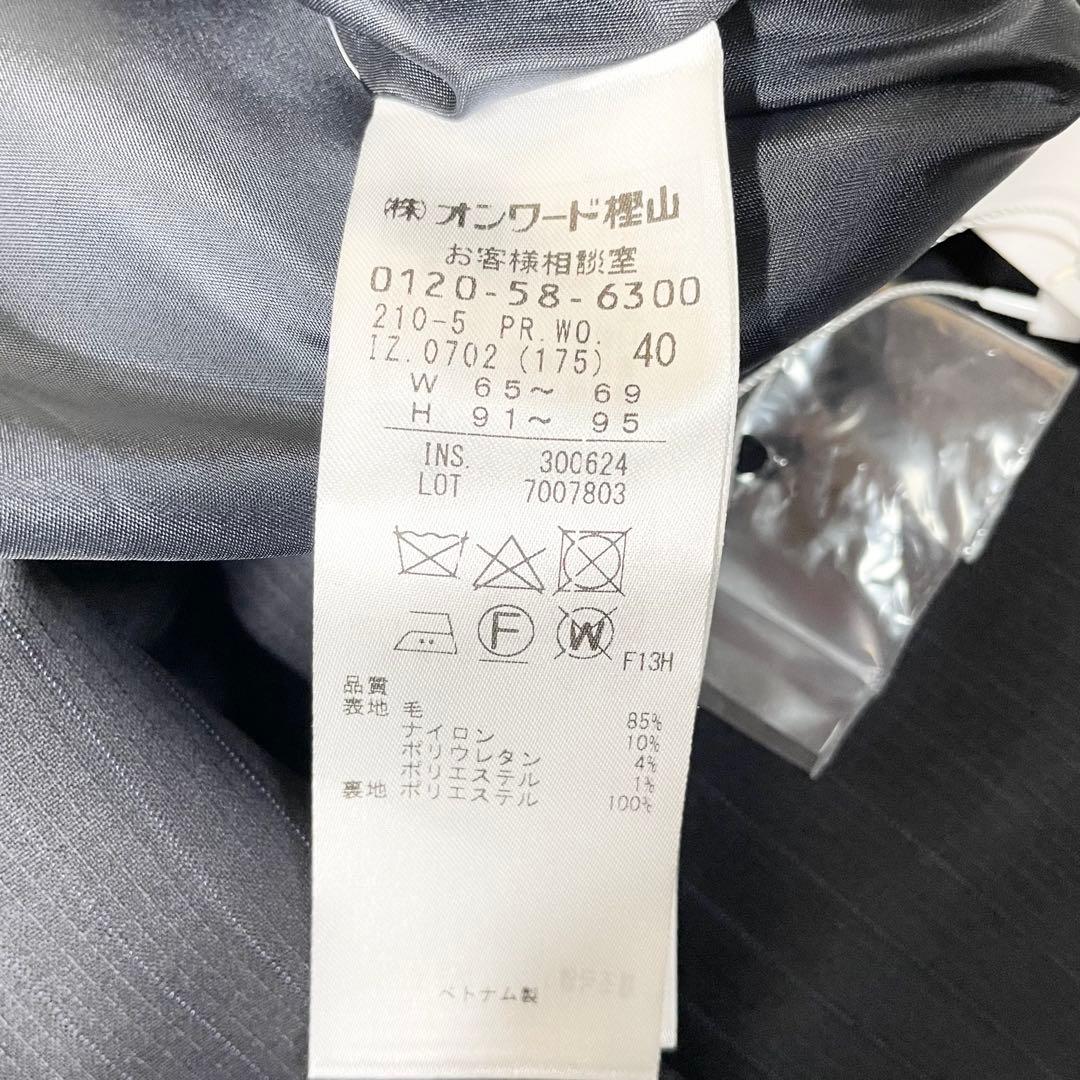 (株)オンワード樫山
お客様相談室
0120-58-6300
210-5 PR.WO.
IZ.0702 (175) 40
W 65~ 69
H 91~ 95
INS. 300624
LOT 7007803
F W F13H
品質
表地 毛 85%
ナイロン 10%
ポリウレタン 4%
ポリエステル 1%
裏地 ポリエステル 100%
ベトナム製